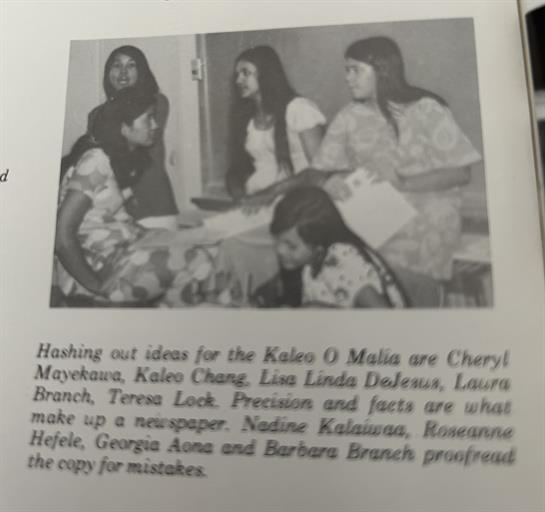 d
Hashing out ideas for the Kaleo O Malia are Cheryl
Mayekawa, Kaleo Chang, Lisa Linda DeJesus, Laura
Branch, Teresa Lock. Precision and facts are what
make up a newspaper. Nadine Kalaiwaa, Roseanne
Hefele, Georgia Aona and Barbara Branch proofread
the copy for mistakes.